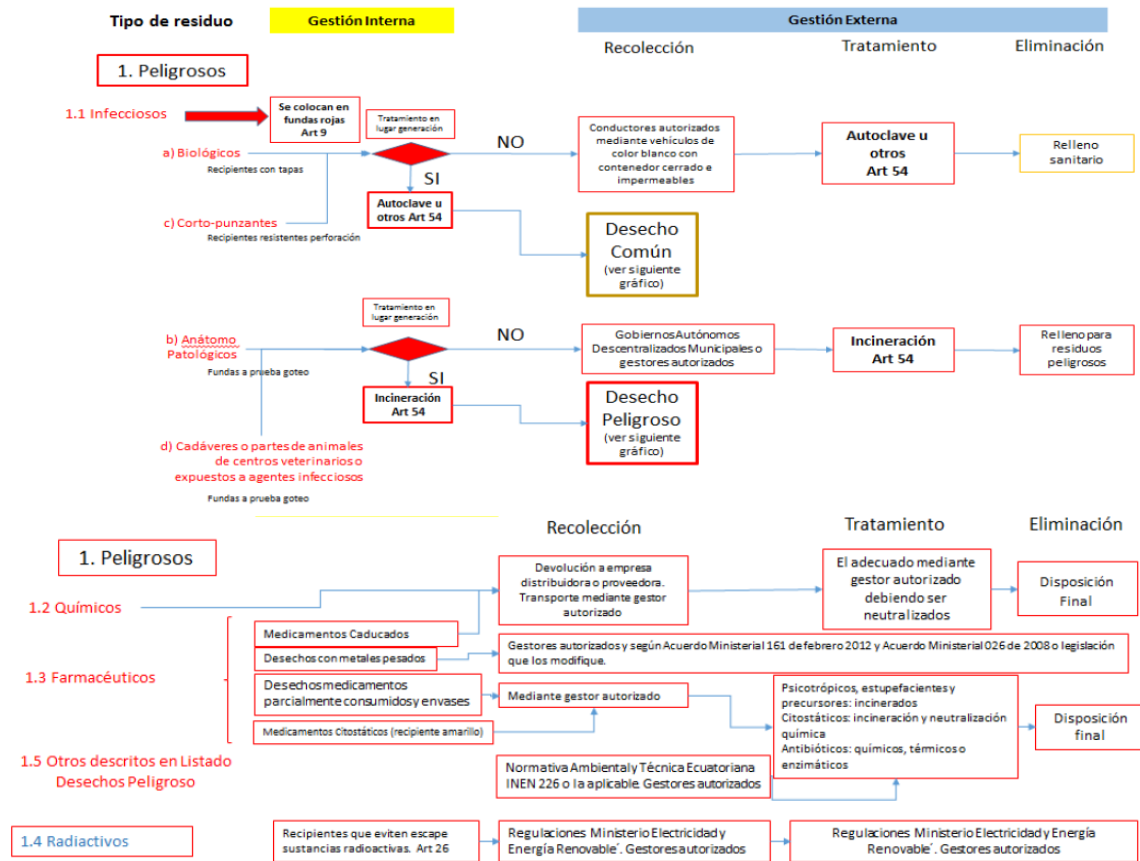 Tipo de residuo
Gestión Interna
Gestión Externa
Recolección
Tratamiento
Eliminación
1. Peligrosos
1.1 Infecciosos
Se colocan en
fundas rojas
Art 9
Tratamiento en
lugar generación
a) Biológicos
Recipientes con tapas
NO
SI
Conductores autorizados
mediante vehículos de
color blanco con
contenedor cerrado e
impermeables
Autoclave u
otros
Art 54
Relleno
sanitario
Autoclave u
otros Art 54
c) Corto-punzantes
Recipientes resistentes perforación
Desecho
Común
(ver siguiente
gráfico)
Tratamiento en
lugar generación
b) Anátomo
Patológicos
Fundas a prueba goteo
NO
SI
Gobiernos Autónomos
Descentralizados Municipales o
gestores autorizados
Incineración
Art 54
Relleno para
residuos
peligrosos
Incineración
Art 54
Desecho
Peligroso
(ver siguiente
gráfico)
d) Cadáveres o partes de animales
de centros veterinarios o
expuestos a agentes infecciosos
Fundas a prueba goteo
Recolección
Tratamiento
Eliminación
1. Peligrosos
1.2 Químicos
Devolución a empresa
distribuidora o proveedora.
Transporte mediante gestor
autorizado
El adecuado mediante
gestor autorizado
debiendo ser
neutralizados
Disposición
Final
1.3 Farmacéuticos
Medicamentos Caducados
Desechos con metales pesados
Gestores autorizados y según Acuerdo Ministerial 161 de febrero 2012 y Acuerdo Ministerial 026 de 2008 o legislación
que los modifique.
Desechos medicamentos
parcialmente consumidos y envases
Mediante gestor autorizado
Psicotrópicos, estupefacientes y
precursores: incinerados
Citostáticos: incineración y neutralización
química
Antibióticos: químicos, térmicos o
enzimáticos
Disposición
final
Medicamentos Citostáticos (recipiente amarillo)
1.5 Otros descritos en Listado
Desechos Peligroso
Normativa Ambiental y Técnica Ecuatoriana
INEN 226 o la aplicable. Gestores autorizados
1.4 Radiactivos
Recipientes que eviten escape
sustancias radioactivas. Art 26
Regulaciones Ministerio Electricidad y
Energía Renovable´. Gestores autorizados
Regulaciones Ministerio Electricidad y Energía
Renovable´. Gestores autorizados